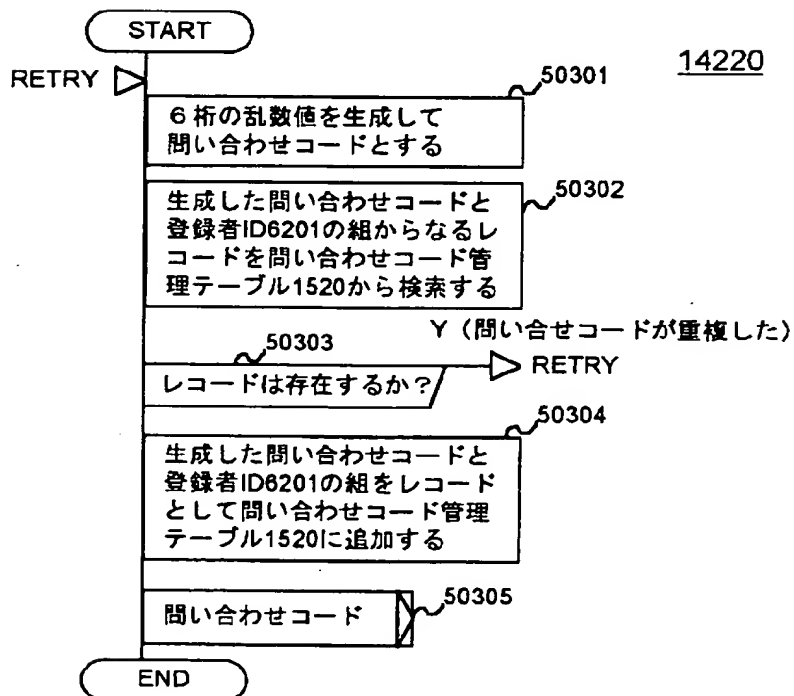 START
14220
RETRY
50301
6桁の乱数値を生成して
問い合わせコードとする
50302
生成した問い合わせコードと
登録者ID6201の組からなるレ
コードを問い合わせコード管
理テーブル1520から検索する
Y(問い合せコードが重複した)
50303
RETRY
レコードは存在するか?
50304
生成した問い合わせコードと
登録者ID6201の組をレコード
として問い合わせコード管理
テーブル1520に追加する
50305
問い合わせコード
END